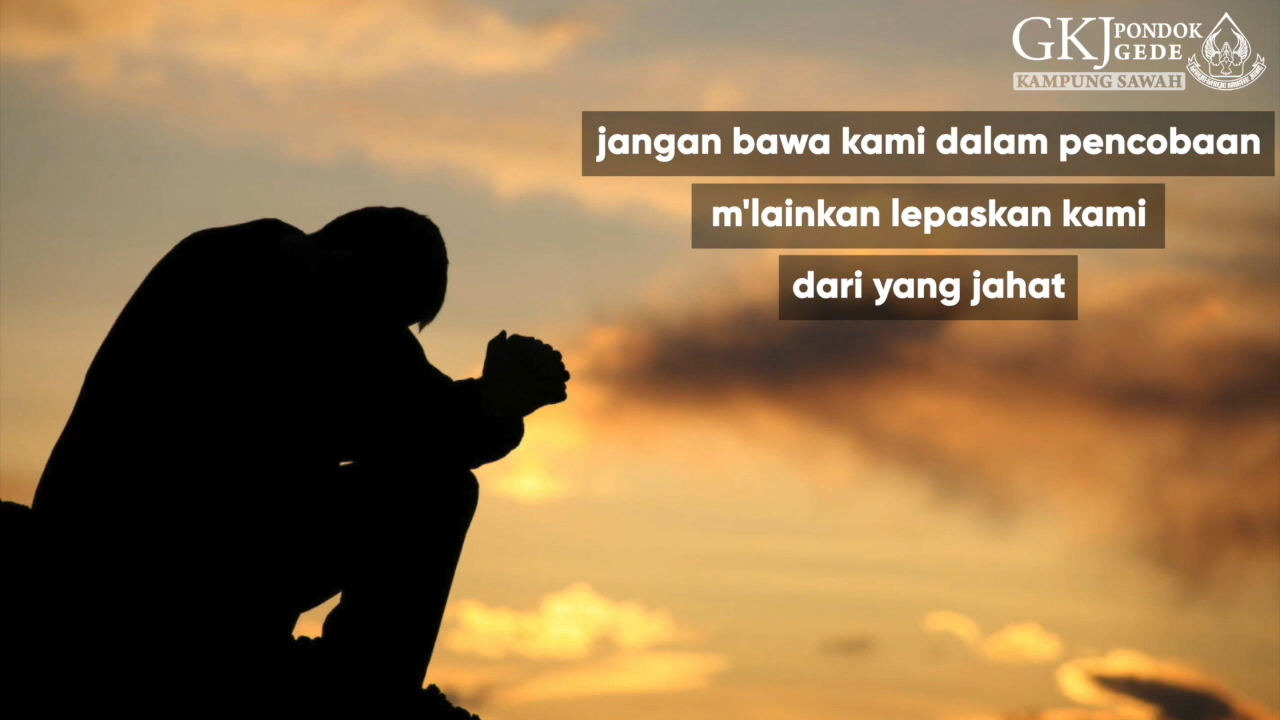 GKJ PONDOK GEDE
KAMPUNG SAWAH
jangan bawa kami dalam pencobaan
m'lainkan lepaskan kami
dari yang jahat